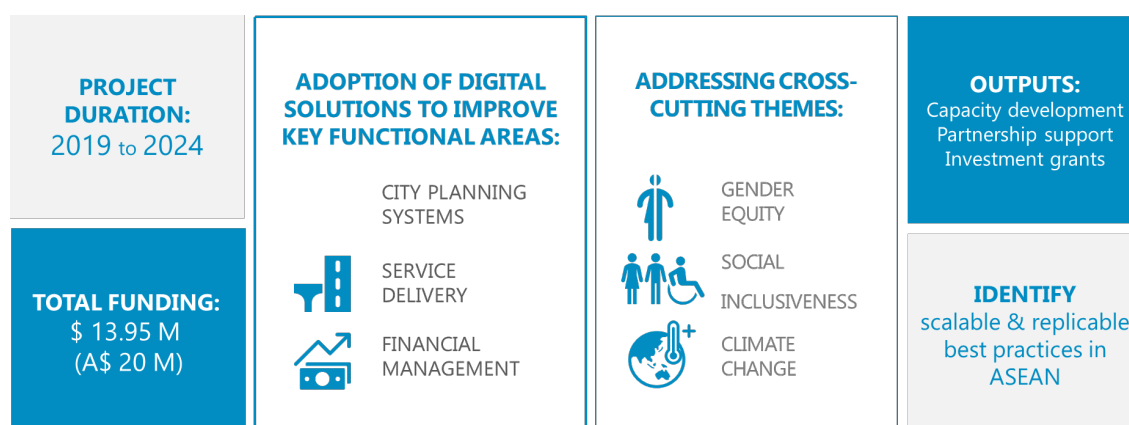 PROJECT
DURATION:
2019 to 2024
TOTAL FUNDING:
$ 13.95 M
(A$ 20 M)
ADOPTION OF DIGITAL
SOLUTIONS TO IMPROVE
KEY FUNCTIONAL AREAS:
CITY PLANNING
SYSTEMS
SERVICE
DELIVERY
FINANCIAL
MANAGEMENT
ADDRESSING CROSS-
CUTTING THEMES:
GENDER
EQUITY
SOCIAL
INCLUSIVENESS
CLIMATE
CHANGE
OUTPUTS:
Capacity development
Partnership support
Investment grants
IDENTIFY
scalable & replicable
best practices in
ASEAN